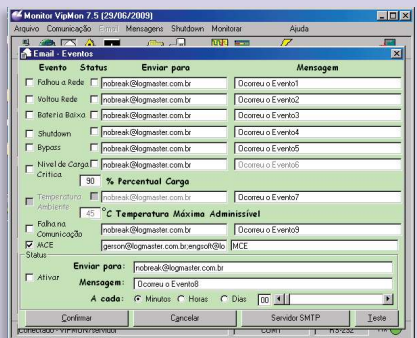 Monitor VipMon 7.5 [29/06/2009]
Arquivo Comunicação Email Mensagens Shutdown Monitorar Ajuda
Email - Eventos
Evento Status Enviar para Mensagem
Falhou a Rede nobreak@logmaster.com.br Ocorreu o Evento1
Voltou Rede nobreak@logmaster.com.br Ocorreu o Evento2
Bateria Baixa nobreak@logmaster.com.br Ocorreu o Evento3
Shutdown nobreak@logmaster.com.br Ocorreu o Evento4
Bypass nobreak@logmaster.com.br Ocorreu o Evento5
Nivel de Carga nobreak@logmaster.com.br Ocorreu o Evento6
Crítica
90 % Percentual Carga
Temperatura nobreak@logmaster.com.br Ocorreu o Evento7
Ambiente
45 °C Temperatura Máxima Adminissível
Falha na nobreak@logmaster.com.br Ocorreu o Evento9
Comunicação
MCE gerson@logmaster.com.br;engsoft@lo MCE
Status
Enviar para: nobreak@logmaster.com.br
Ativar
Mensagem: Ocorreu o Evento8
A cada: Minutos Horas Dias 00
Confirmar Cancelar Servidor SMTP Teste
Conectado - VIPMON/servidor COM1 RS-232